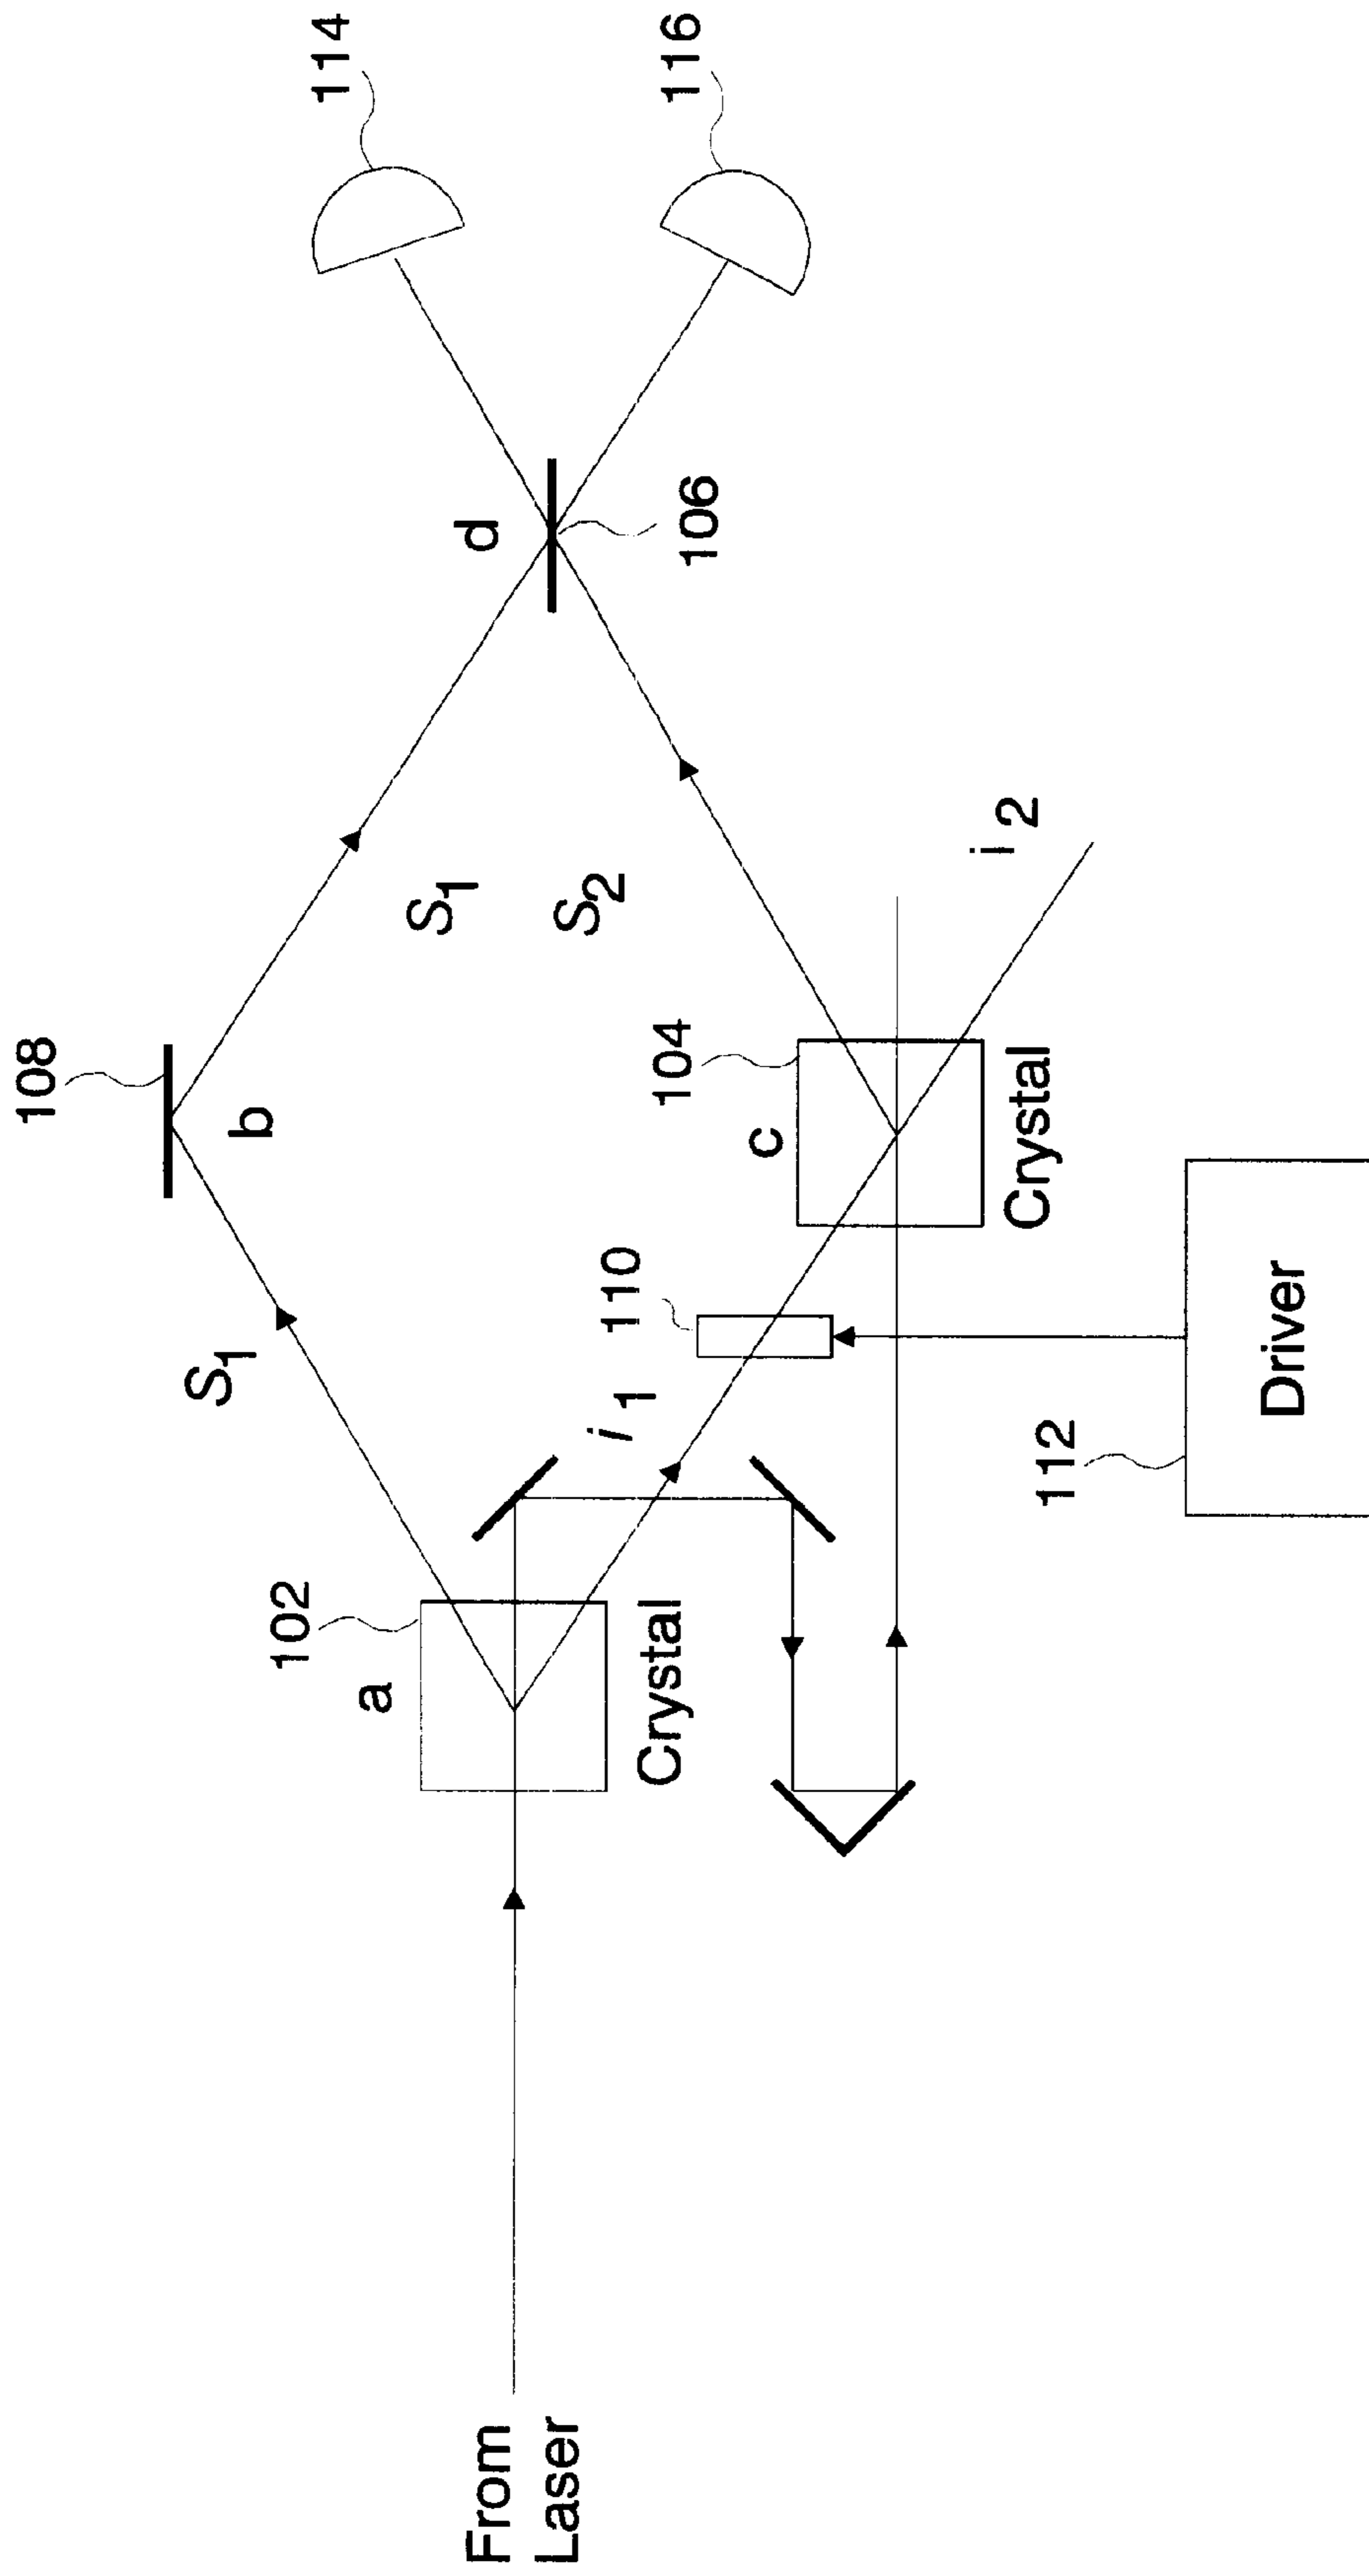 From
Laser
102
a
Crystal
S1
108
b
i1
110
112
Driver
104
c
Crystal
S1
S2
i2
d
106
114
116